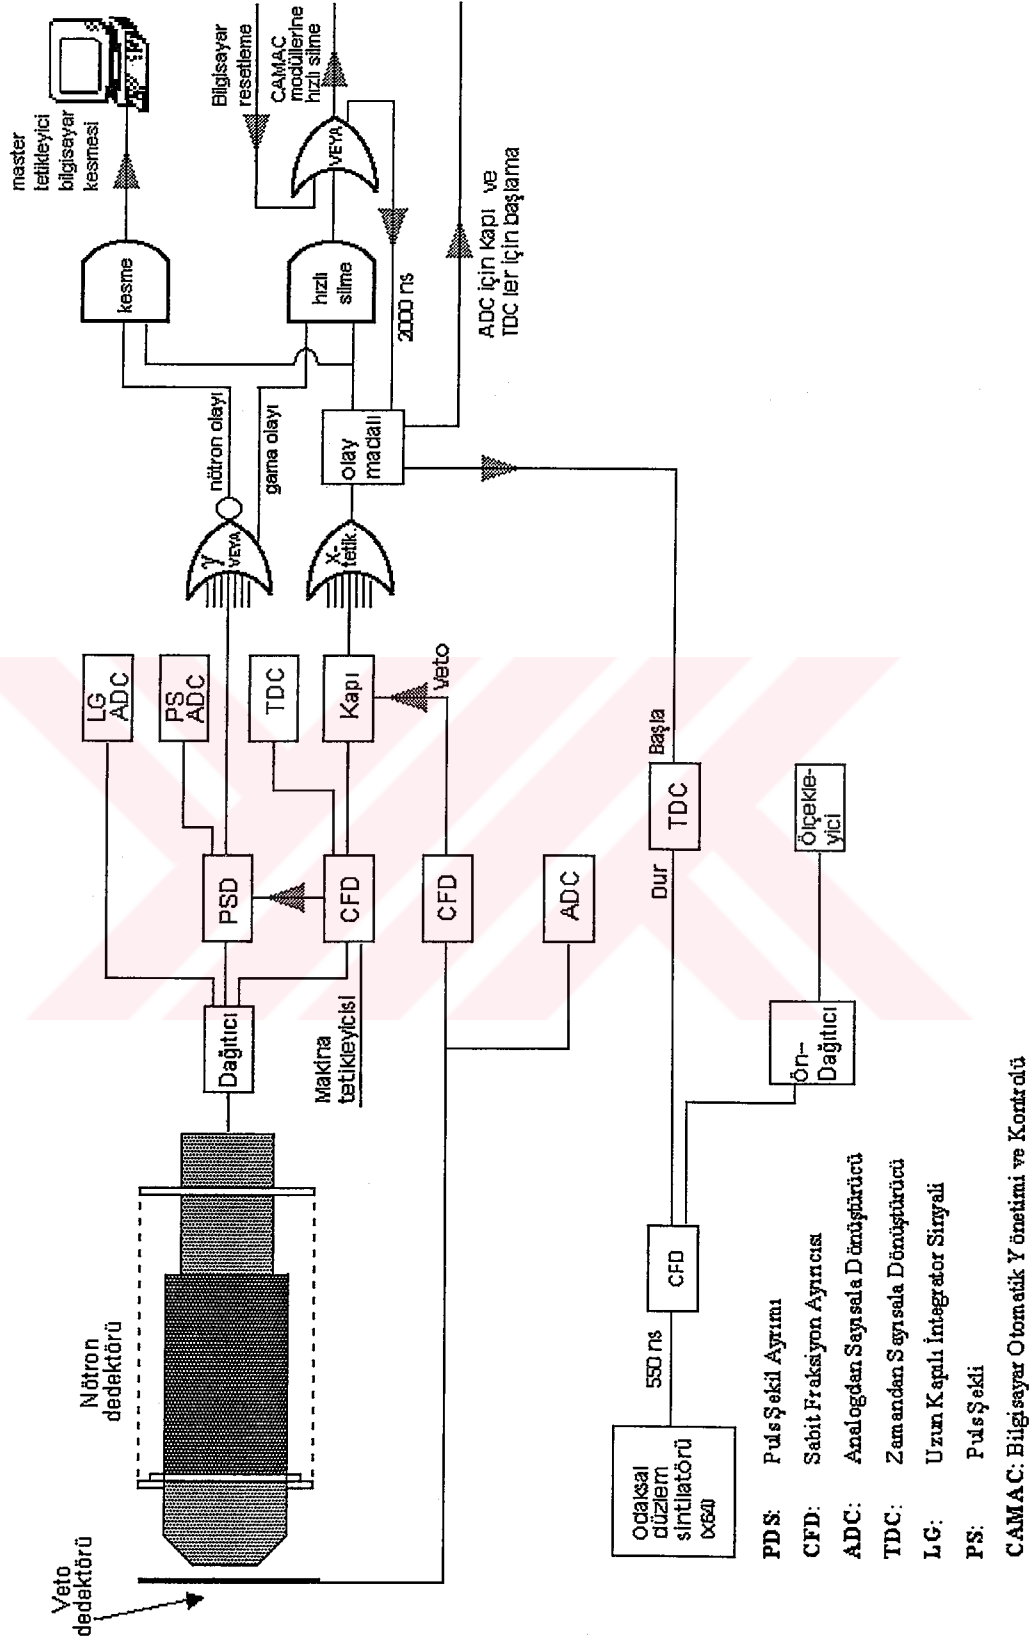 master
tetikleyici
bilgisayar
kesmesi
Bilgisayar
resetleme
CAMAC
modüllerine
hızlı silme
VEYA
kesme
hızlı
silme
2000 ns
ADC için Kapı ve
TDC ler için başlama
nötron olayı
gama olayı
olay
madalı
γ
VEYA
X-
tetik.
LG
ADC
PS
ADC
TDC
Kapı
Veto
PSD
CFD
CFD
ADC
Dağıtıcı
Makina
tetikleyicisi
Başla
TDC
Dur
Ölçekle-
yici
ön-
Dağıtıcı
Nötron
dedektörü
Veto
dedektörü
CFD
550 ns
Odaksal
düzlem
sintilatörü
(X64)
PDS: Puls Şekil Ayrımı
CFD: Sabit Fraksiyon Ayırıcısı
ADC: Analogdan Sayısala Dönüştürücü
TDC: Zamandan Sayısala Dönüştürücü
LG: Uzun Kapılı İntegrator Sinyali
PS: Puls Şekli
CAMAC: Bilgisayar Otomatik Yönetimi ve Kontrolü